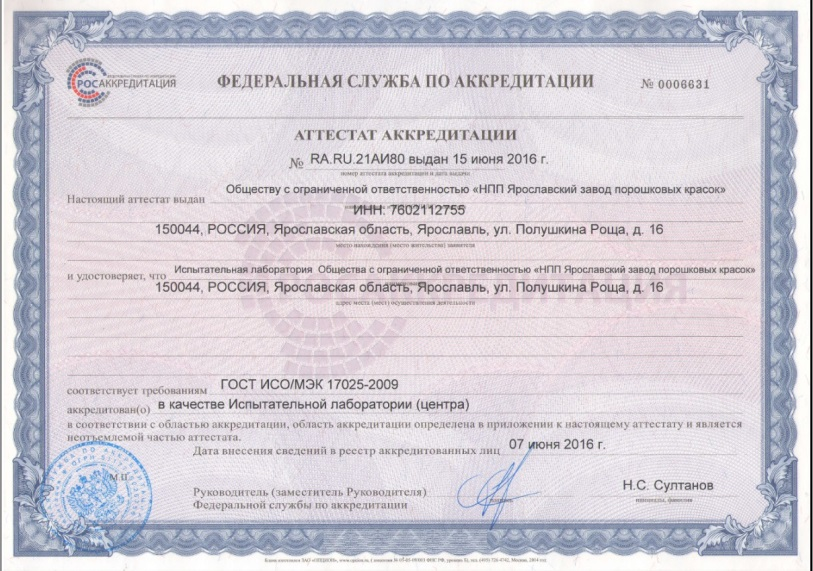 РОСАККРЕДИТАЦИЯ
ФЕДЕРАЛЬНАЯ СЛУЖБА ПО АККРЕДИТАЦИИ
№ 0006631
АТТЕСТАТ АККРЕДИТАЦИИ
№ RA.RU.21АИ80 выдан 15 июня 2016 г.
номер аттестата аккредитации и дата выдачи
Настоящий аттестат выдан Обществу с ограниченной ответственностью «НПП Ярославский завод порошковых красок»
ИНН: 7602112755
150044, РОССИЯ, Ярославская область, Ярославль, ул. Полушкина Роща, д. 16
место нахождения (место жительства) заявителя
и удостоверяет, что Испытательная лаборатория Общества с ограниченной ответственностью «НПП Ярославский завод порошковых красок»
150044, РОССИЯ, Ярославская область, Ярославль, ул. Полушкина Роща, д. 16
адрес места (мест) осуществления деятельности
соответствует требованиям ГОСТ ИСО/МЭК 17025-2009
аккредитован(о) в качестве Испытательной лаборатории (центра)
в соответствии с областью аккредитации, область аккредитации определена в приложении к настоящему аттестату и является
неотъемлемой частью аттестата.
Дата внесения сведений в реестр аккредитованных лиц 07 июня 2016 г.
М.П.
Руководитель (заместитель Руководителя)
Федеральной службы по аккредитации
подпись
Н.С. Султанов
инициалы, фамилия